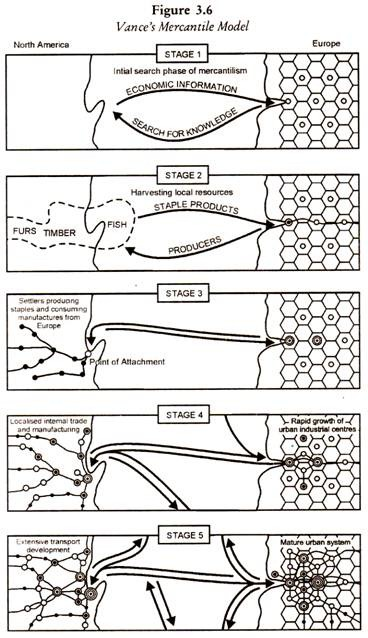 Figure 3.6
Vance's Mercantile Model
North America
Europe
STAGE 1
Intial search phase of mercantilism
ECONOMIC INFORMATION
SEARCH FOR KNOWLEDGE
STAGE 2
Harvesting local resources
STAPLE PRODUCTS
FURS
TIMBER
FISH
PRODUCERS
STAGE 3
Settlers producing
staples and consuming
manufactures from
Europe
Point of Attachment
STAGE 4
Localised internal trade
and manufacturing
Rapid growth of
urban industrial centres
STAGE 5
Extensive transport
development
Mature urban system